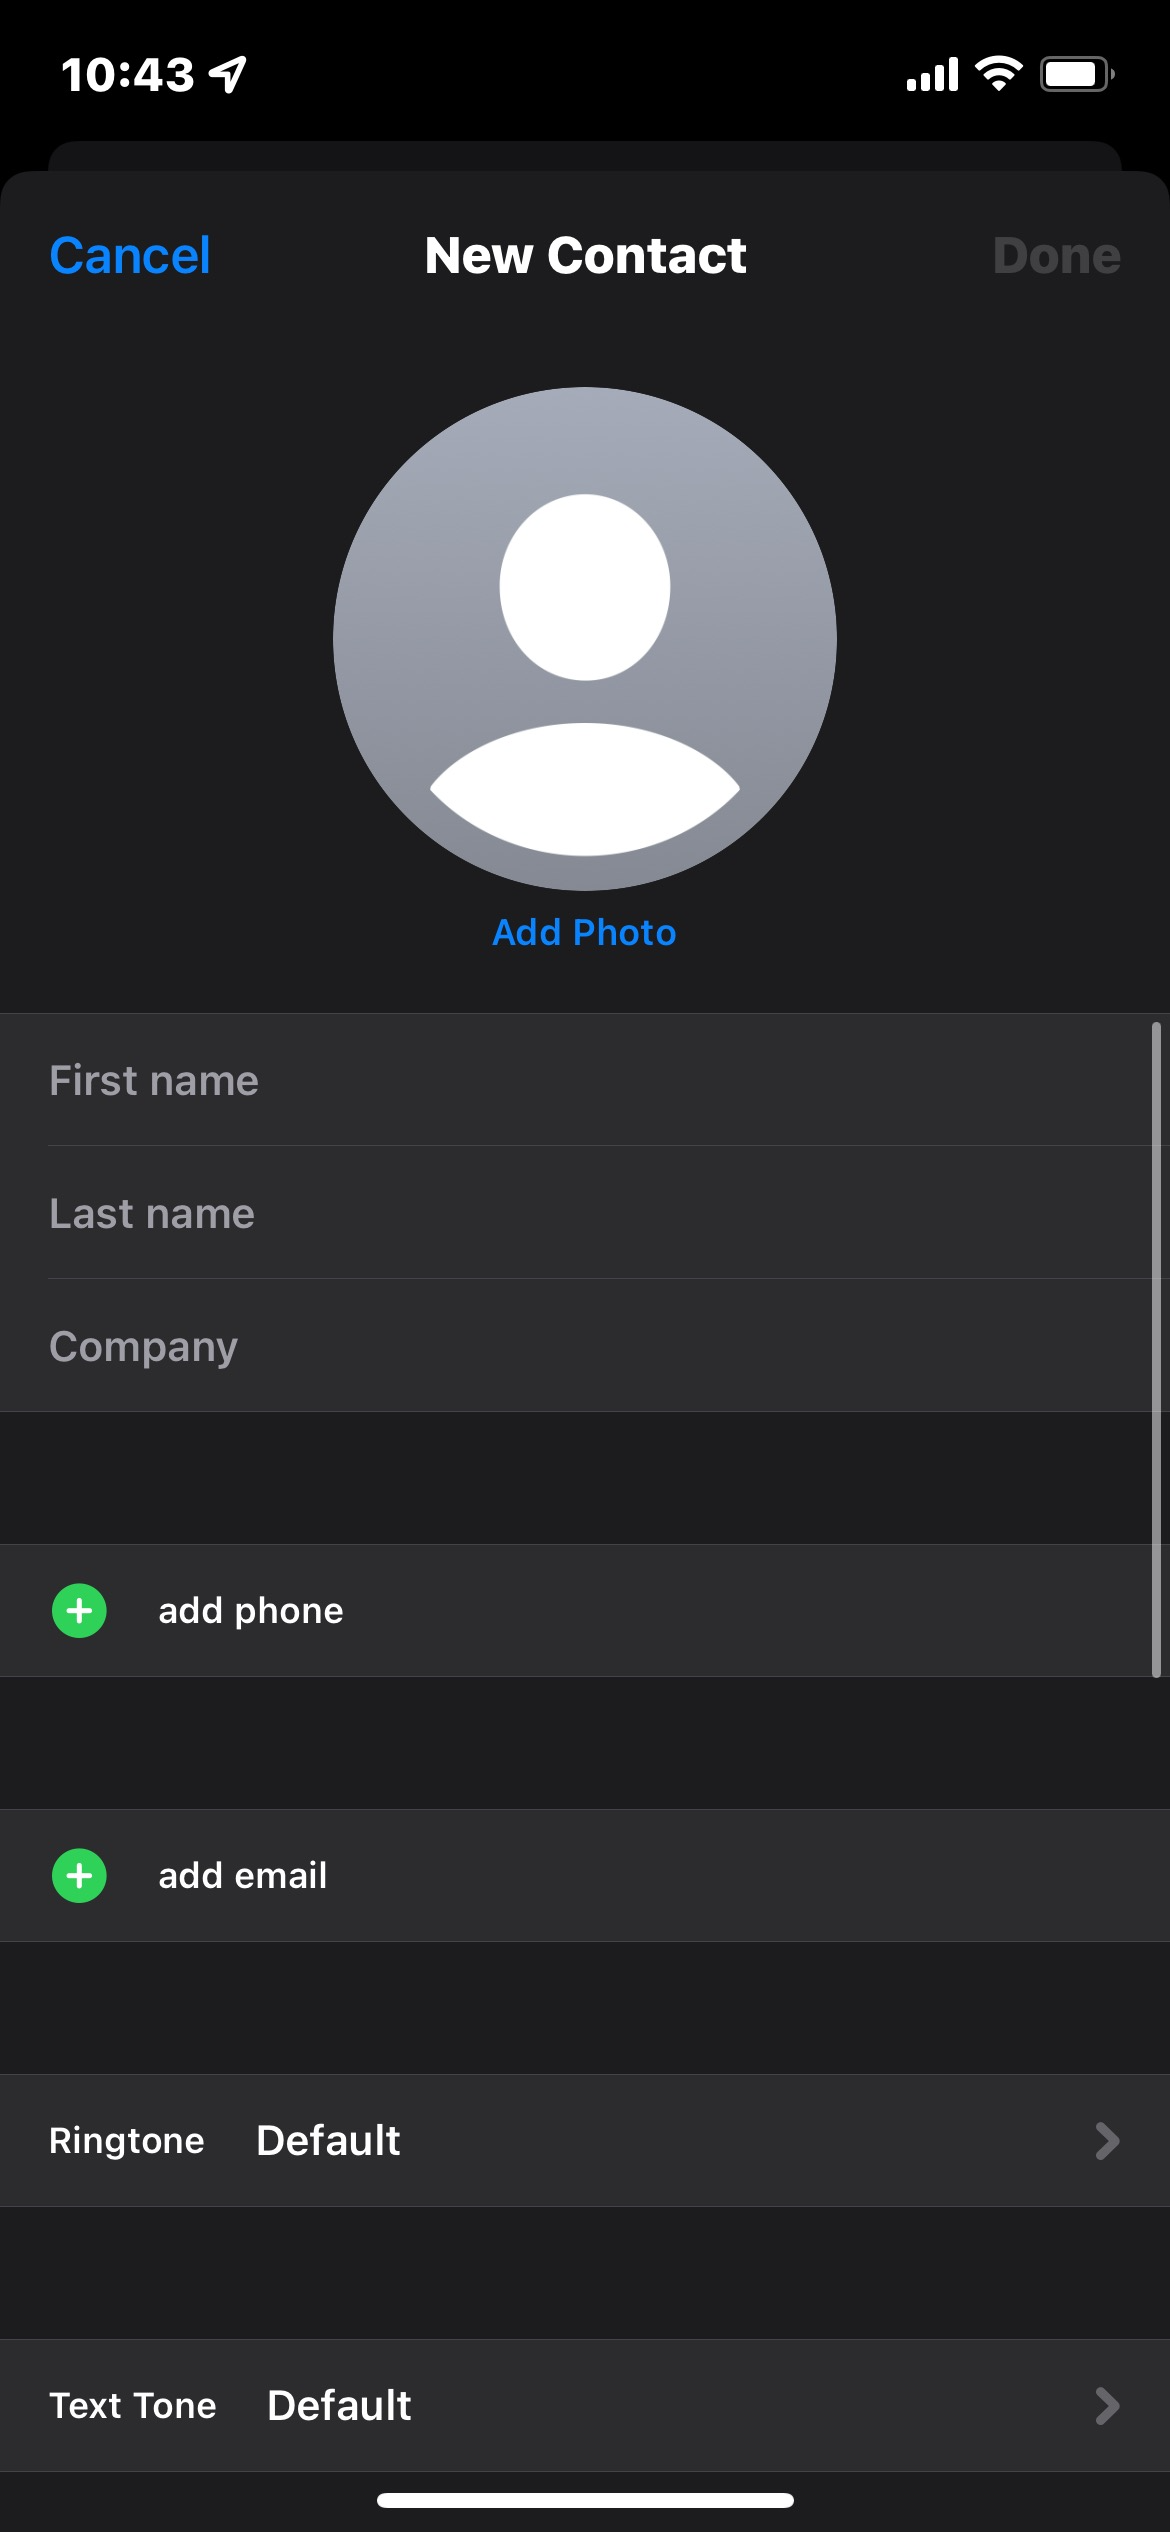 10:43
Cancel New Contact Done
Add Photo
First name
Last name
Company
add phone
add email
Ringtone Default
Text Tone Default